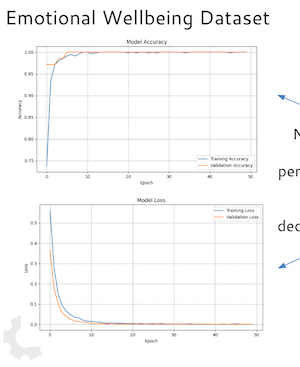 Emotional Wellbeing Dataset
Model Accuracy
1.00
0.95
0.90
0.85
0.80
0.75
Accuracy
Training Accuracy
Validation Accuracy
0
10
20
30
40
50
Epoch
N
per
dec
Model Loss
0.5
0.4
0.3
0.2
0.1
0.0
Loss
Training Loss
Validation Loss
0
10
20
30
40
50
Epoch